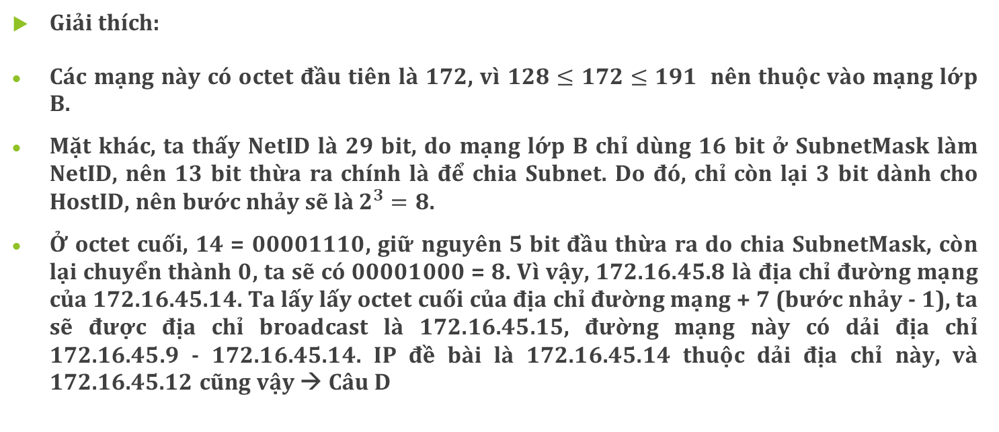 Giải thích:
Các mạng này có octet đầu tiên là 172, vì 128 ≤ 172 ≤ 191 nên thuộc vào mạng lớp
B.
Mặt khác, ta thấy NetID là 29 bit, do mạng lớp B chỉ dùng 16 bit ở SubnetMask làm
NetID, nên 13 bit thừa ra chính là để chia Subnet. Do đó, chỉ còn lại 3 bit dành cho
HostID, nên bước nhảy sẽ là 2³ = 8.
Ở octet cuối, 14 = 00001110, giữ nguyên 5 bit đầu thừa ra do chia SubnetMask, còn
lại chuyển thành 0, ta sẽ có 00001000 = 8. Vì vậy, 172.16.45.8 là địa chỉ đường mạng
của 172.16.45.14. Ta lấy lấy octet cuối của địa chỉ đường mạng + 7 (bước nhảy - 1), ta
sẽ được địa chỉ broadcast là 172.16.45.15, đường mạng này có dải địa chỉ
172.16.45.9 - 172.16.45.14. IP đề bài là 172.16.45.14 thuộc dải địa chỉ này, và
172.16.45.12 cũng vậy → Câu D